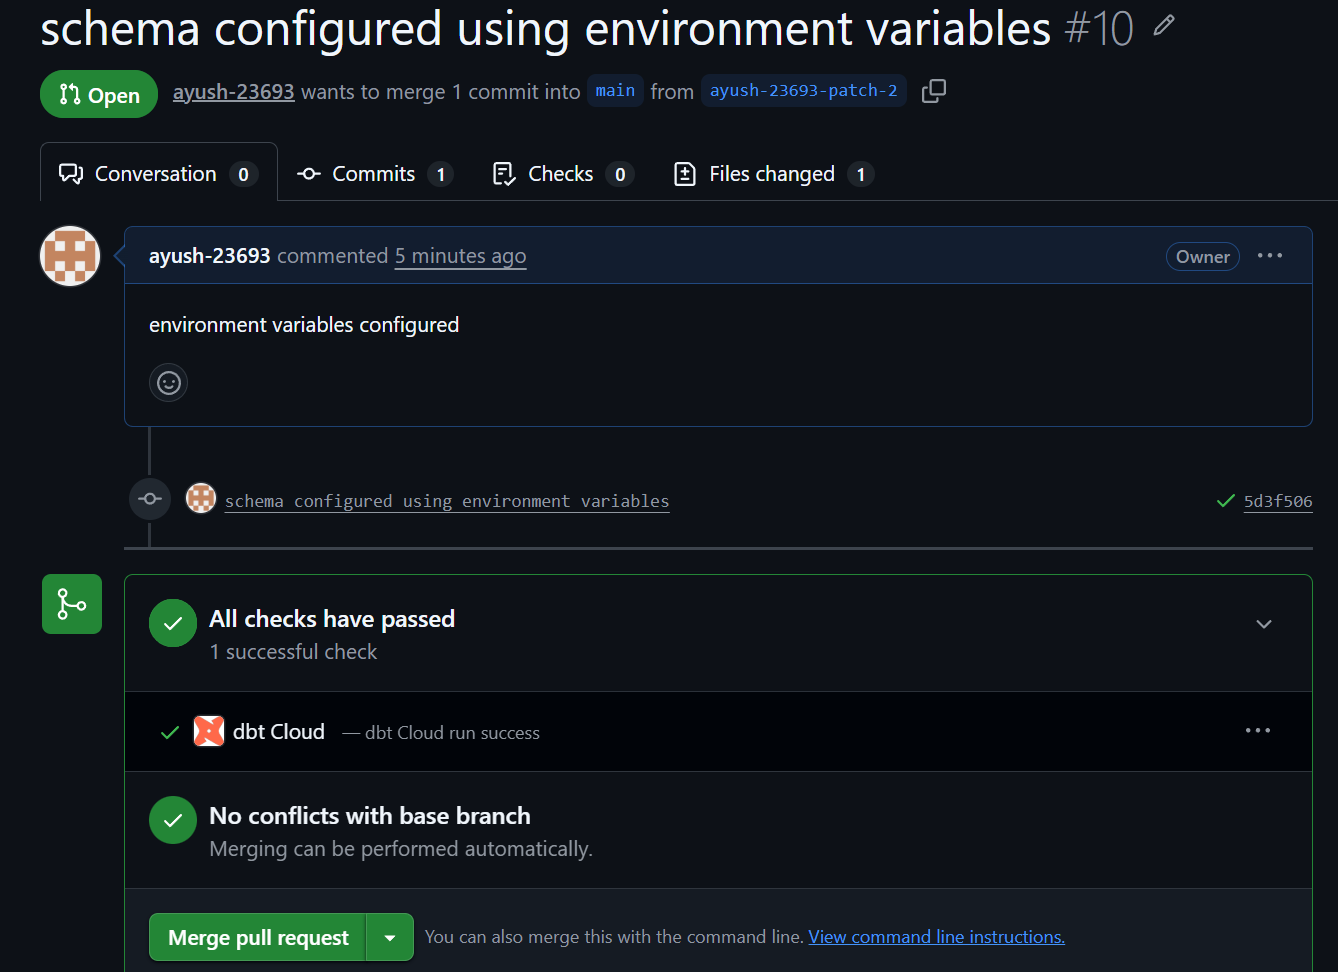 schema configured using environment variables #10
Open ayush-23693 wants to merge 1 commit into main from ayush-23693-patch-2
Conversation 0 Commits 1 Checks 0 Files changed 1
ayush-23693 commented 5 minutes ago Owner
environment variables configured
schema configured using environment variables 5d3f506
All checks have passed
1 successful check
dbt Cloud — dbt Cloud run success
No conflicts with base branch
Merging can be performed automatically.
Merge pull request You can also merge this with the command line. View command line instructions.